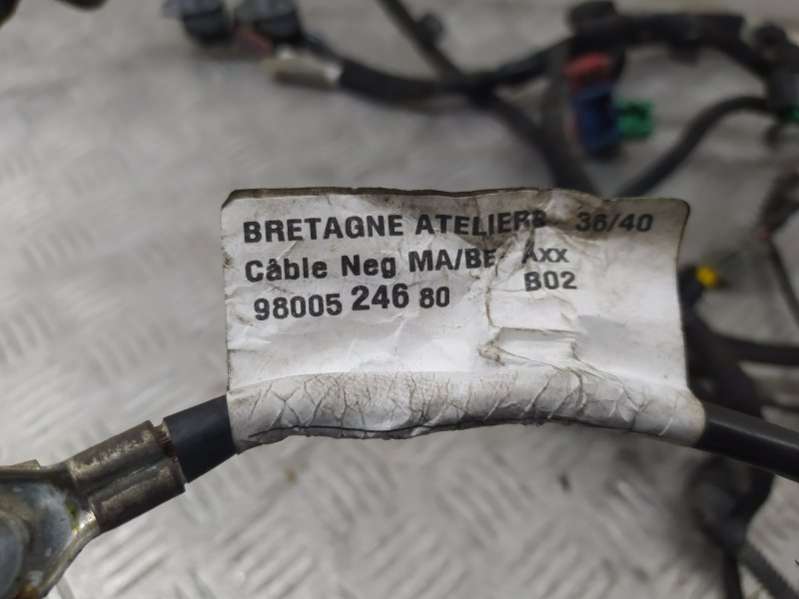 BRETAGNE ATELIERS 36/40
Câble Neg MA/BE Axx
98005 246 80 B02